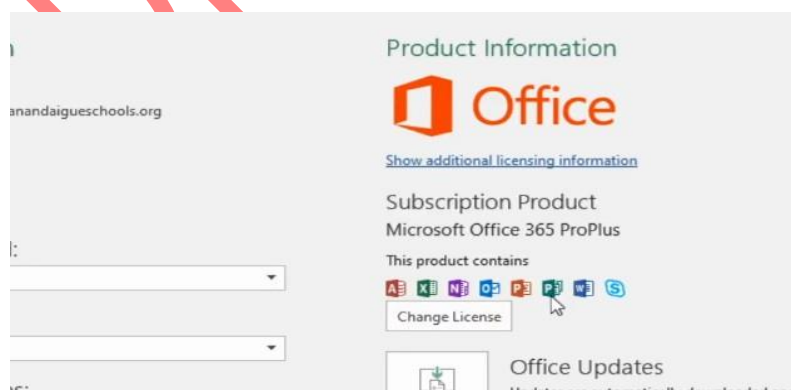 Product Information
anandaigueschools.org
Office
Show additional licensing information
Subscription Product
Microsoft Office 365 ProPlus
This product contains
Change License
Office Updates